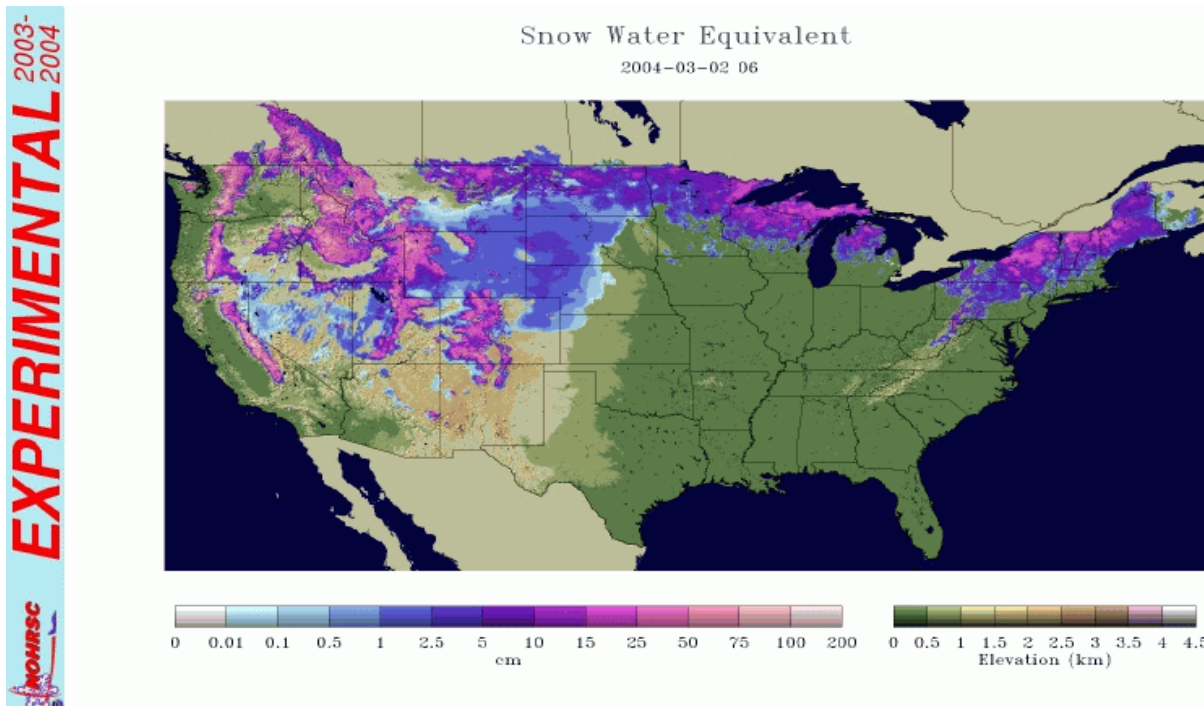 EXPERIMENTAL
2003-
2004
NOHRSC
Snow Water Equivalent
2004-03-02 06
0 0.01 0.1 0.5 1 2.5 5 10 15 25 50 75 100 200
cm
0 0.5 1 1.5 2 2.5 3 3.5 4 4.5
Elevation (km)